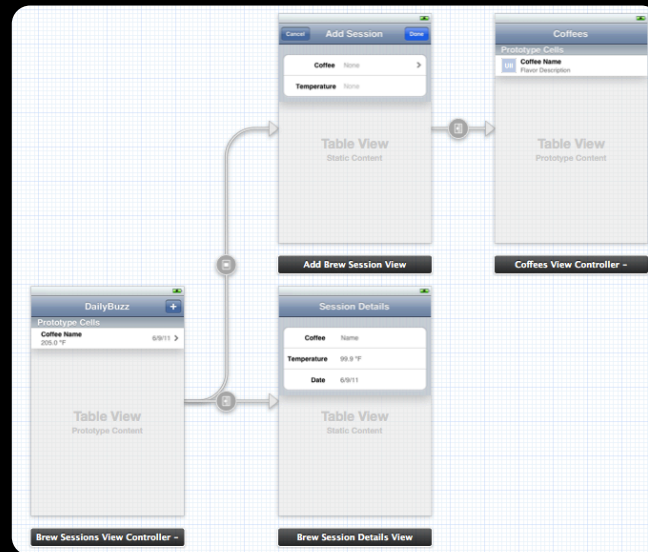 Cancel Add Session Done
Coffee None
Temperature None
Table View
Static Content
Add Brew Session View
Coffees
Prototype Cells
UII Coffee Name
Flavor Description
Table View
Prototype Content
Coffees View Controller –
DailyBuzz +
Prototype Cells
Coffee Name
205.0 °F 6/9/11
Table View
Prototype Content
Brew Sessions View Controller –
Session Details
Coffee Name
Temperature 99.9 °F
Date 6/9/11
Table View
Static Content
Brew Session Details View